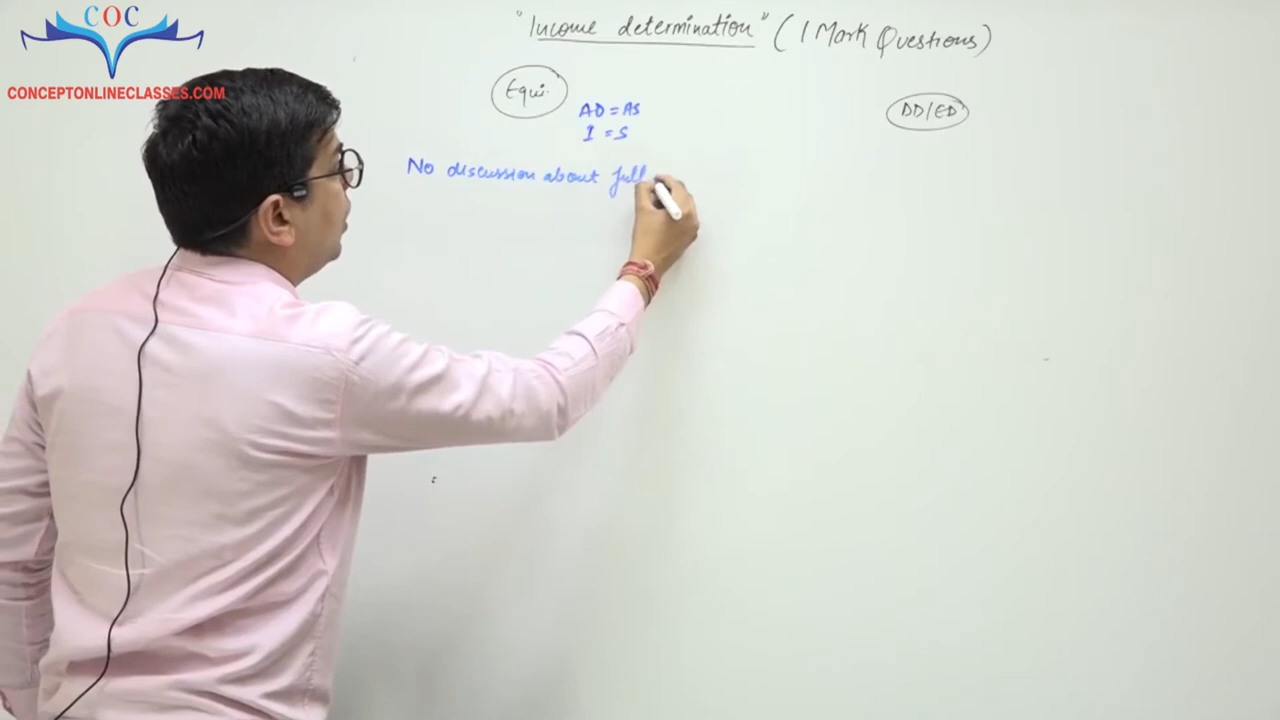 COC
CONCEPTONLINECLASSES.COM
"Income determination" (1 Mark Questions)
Equi.
AD = AS
I = S
DD/ED
No discussion about full